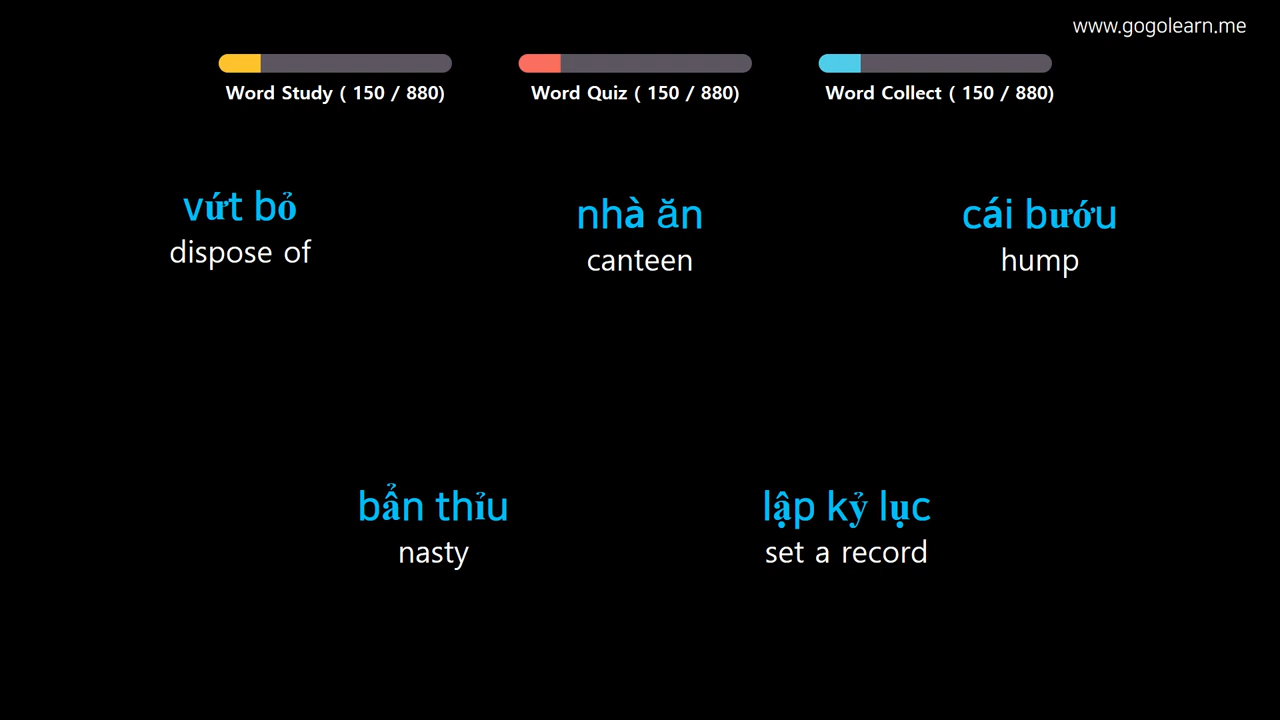 www.gogolearn.me
Word Study ( 150 / 880)
Word Quiz ( 150 / 880)
Word Collect ( 150 / 880)
vứt bỏ
dispose of
nhà ăn
canteen
cái bướu
hump
bẩn thỉu
nasty
lập kỷ lục
set a record